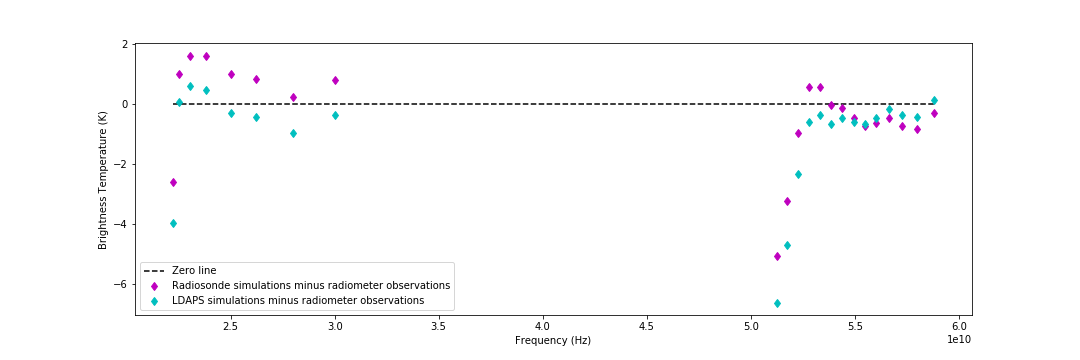 2
0
−2
−4
−6
Brightness Temperature (K)
Zero line
Radiosonde simulations minus radiometer observations
LDAPS simulations minus radiometer observations
2.5 3.0 3.5 4.0 4.5 5.0 5.5 6.0
1e10
Frequency (Hz)